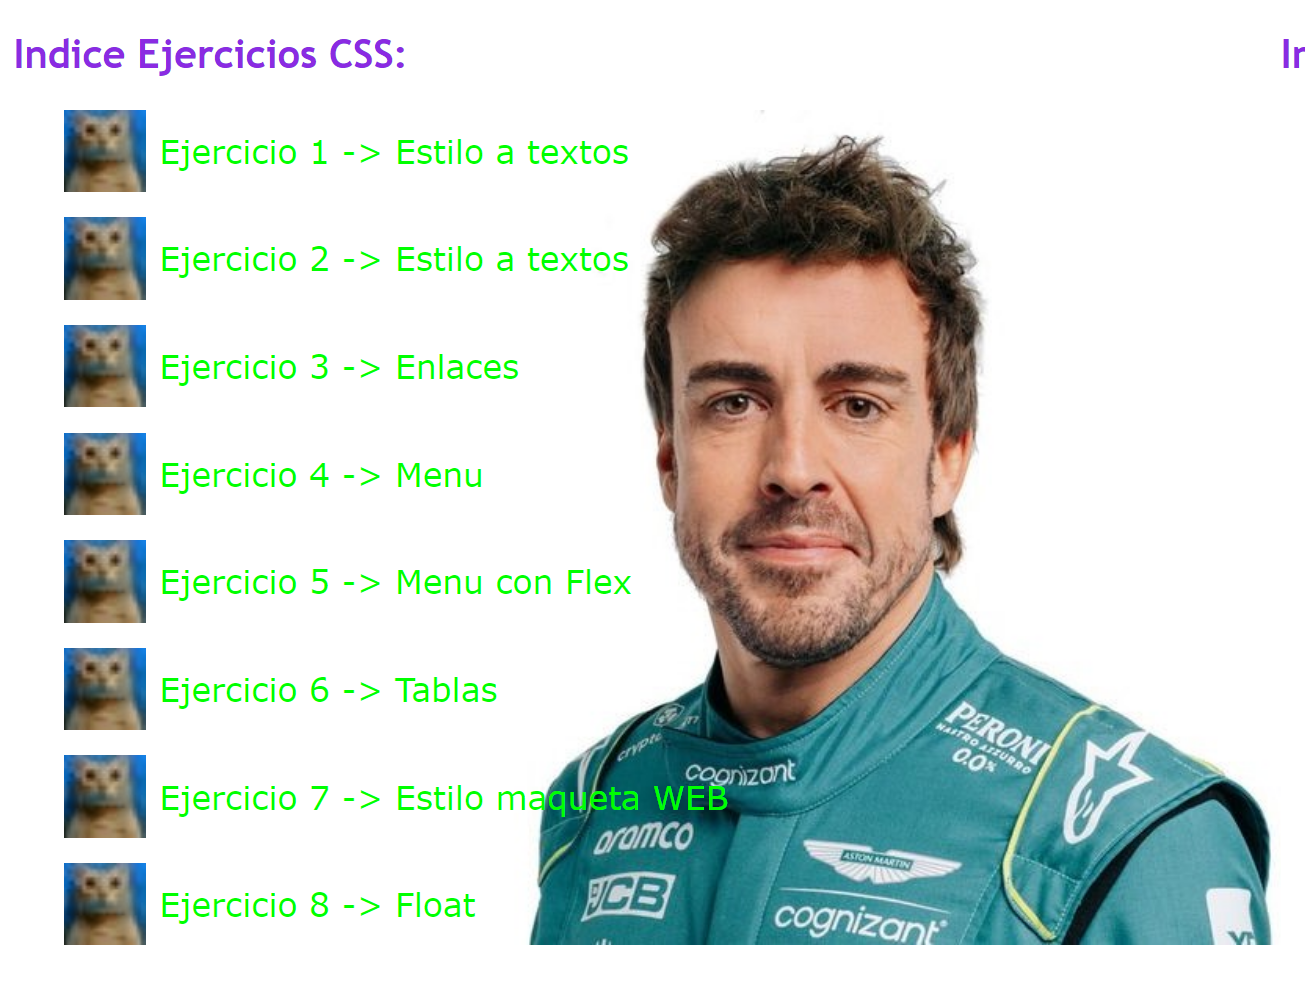 Indice Ejercicios CSS:
Ejercicio 1 -> Estilo a textos
Ejercicio 2 -> Estilo a textos
Ejercicio 3 -> Enlaces
Ejercicio 4 -> Menu
Ejercicio 5 -> Menu con Flex
Ejercicio 6 -> Tablas
Ejercicio 7 -> Estilo maqueta WEB
Ejercicio 8 -> Float
PERONI
NASTRO AZZURRO
0.0%
cognizant
aramco
ASTON MARTIN
JCB
cognizant